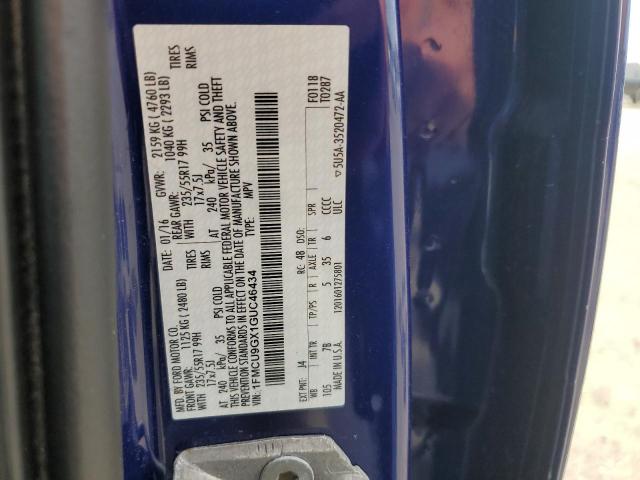 MFD. BY FORD MOTOR CO. DATE: 01/16 GVWR: 2159 KG ( 4760 LB)
FRONT GAWR: 1125 KG ( 2480 LB) REAR GAWR: 1040 KG ( 2293 LB)
WITH 235/55R17 99H TIRES WITH 235/55R17 99H TIRES
17x7.5J RIMS 17x7.5J RIMS
AT 240 kPa/ 35 PSI COLD AT 240 kPa/ 35 PSI COLD
THIS VEHICLE CONFORMS TO ALL APPLICABLE FEDERAL MOTOR VEHICLE SAFETY AND THEFT
PREVENTION STANDARDS IN EFFECT ON THE DATE OF MANUFACTURE SHOWN ABOVE.
VIN: 1FMCU9GX1GUC46434 TYPE: MPV
F0118
T0287
EXT PNT: J4 RC: 48 DSO:
WB INT TR TP/PS R AXLE TR SPR
105 7B 5 35 6 CCCC
MADE IN U.S.A. 1201601275801 ULC
▽5U5A-3520472-AA